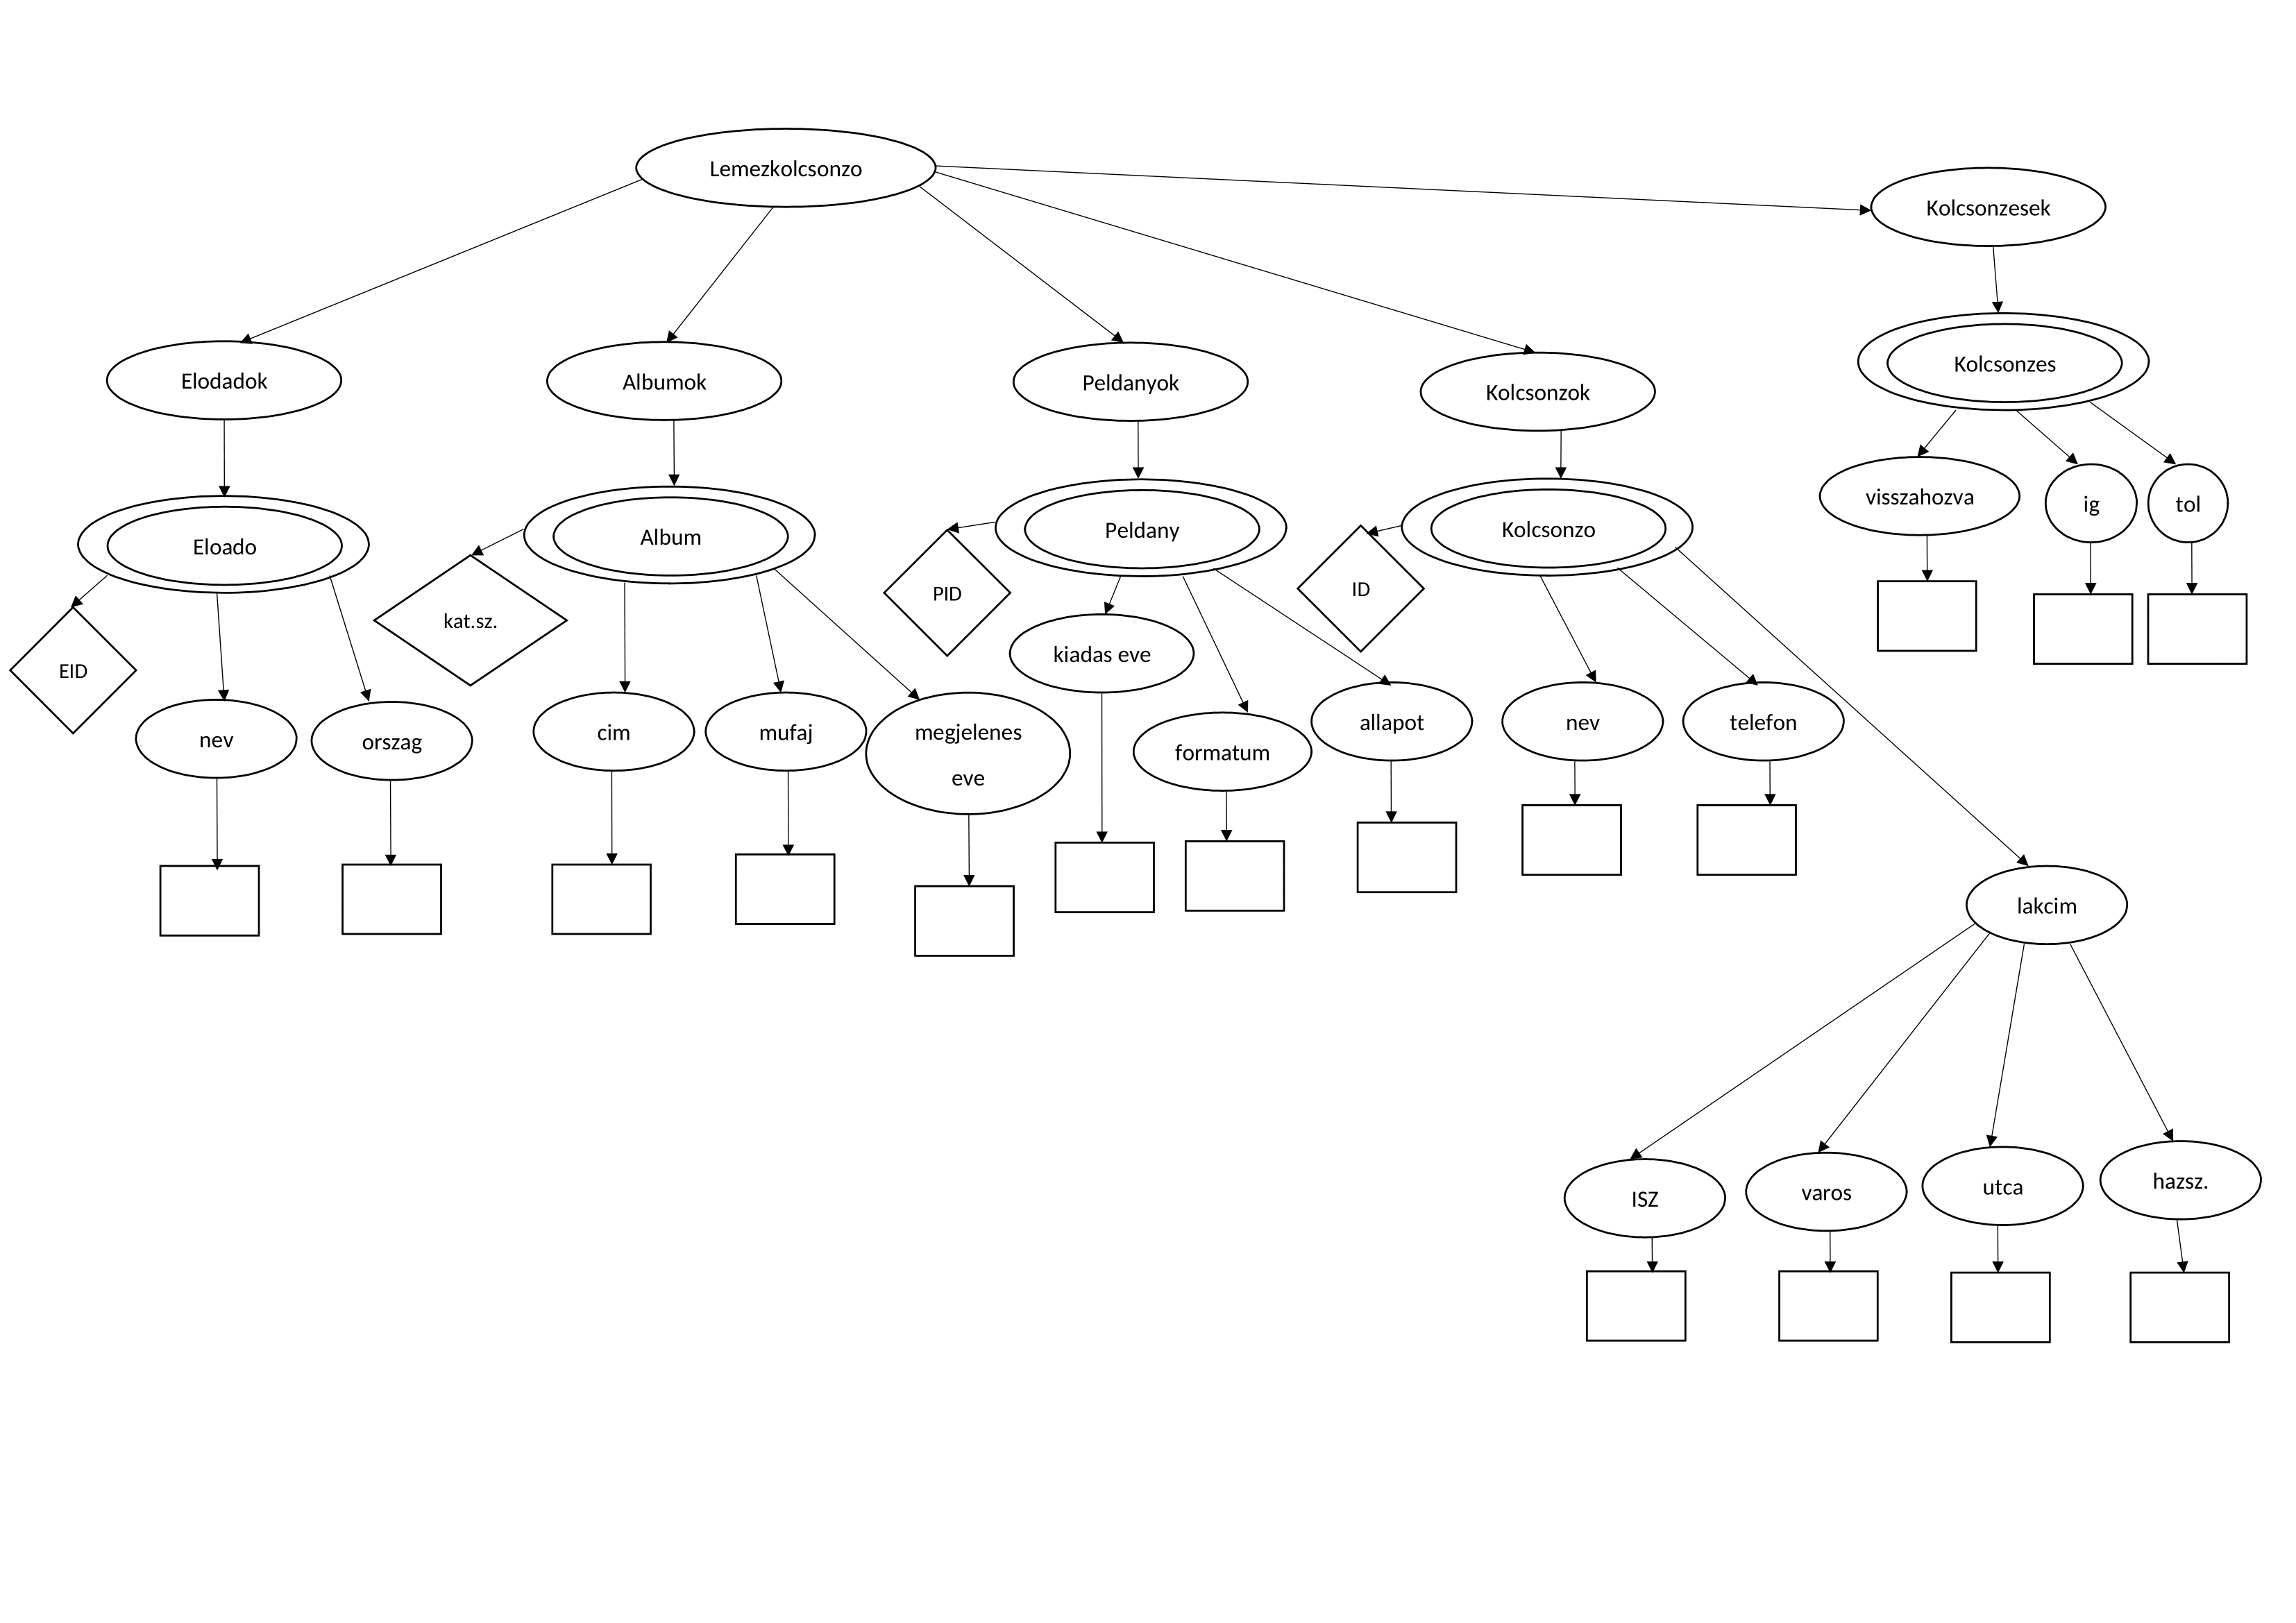 Lemezkolcsonzo
Kolcsonzesek
Elodadok
Albumok
Peldanyok
Kolcsonzok
Kolcsonzes
Eloado
Album
Peldany
Kolcsonzo
visszahozva
ig
tol
EID
kat.sz.
PID
ID
kiadas eve
nev
orszag
cim
mufaj
megjelenes
eve
formatum
allapot
nev
telefon
lakcim
ISZ
varos
utca
hazsz.